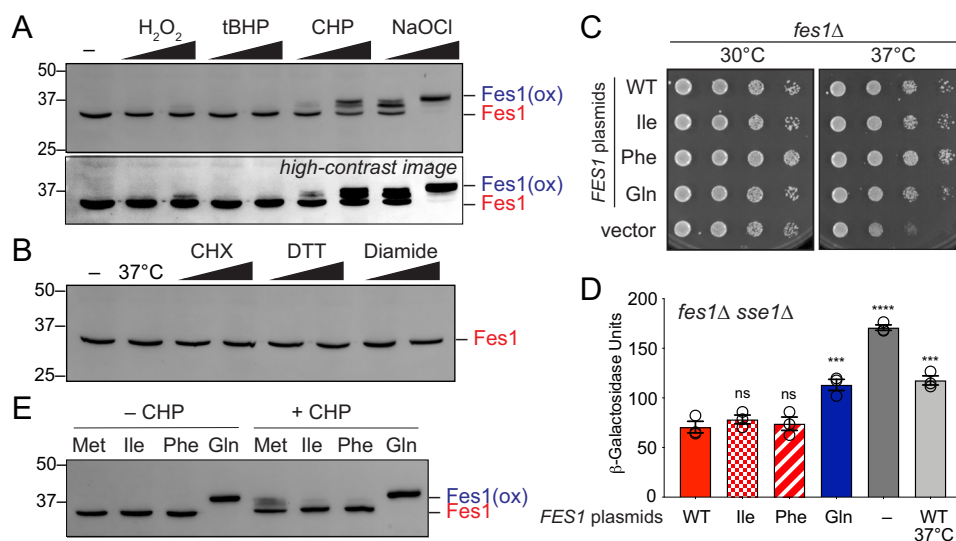 A
H2O2 tBHP CHP NaOCl
–
50
37
25
Fes1(ox)
Fes1
high-contrast image
37
Fes1(ox)
Fes1
B
CHX DTT Diamide
– 37°C
50
37
25
Fes1
E
– CHP + CHP
Met Ile Phe Gln Met Ile Phe Gln
50
37
25
Fes1(ox)
Fes1
C
fes1Δ
30°C 37°C
FES1 plasmids
WT
Ile
Phe
Gln
vector
D
fes1Δ sse1Δ
β-Galactosidase Units
200
150
100
50
0
ns ns *** **** ***
FES1 plasmids WT Ile Phe Gln – WT 37°C